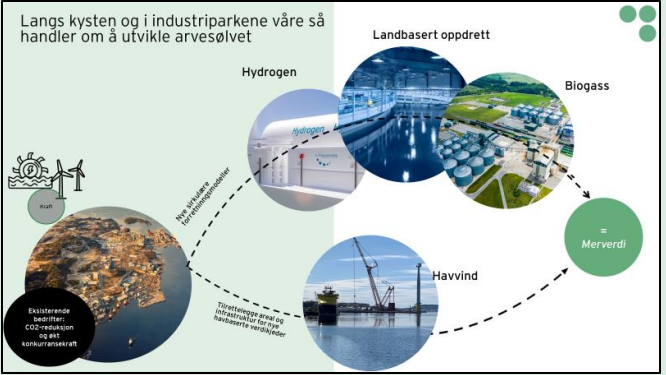 Langs kysten og i industriparkene våre så
handler om å utvikle arvesølvet
Landbasert oppdrett
Hydrogen
Biogass
Hydrogen
Kraft
Nye sirkulære
forretningsmodeller
=
Merverdi
Havvind
Eksisterende
bedrifter:
CO2-reduksjon
og økt
konkurransekraft
Tilrettelegge areal og
infrastruktur for nye
havbaserte verdikjeder